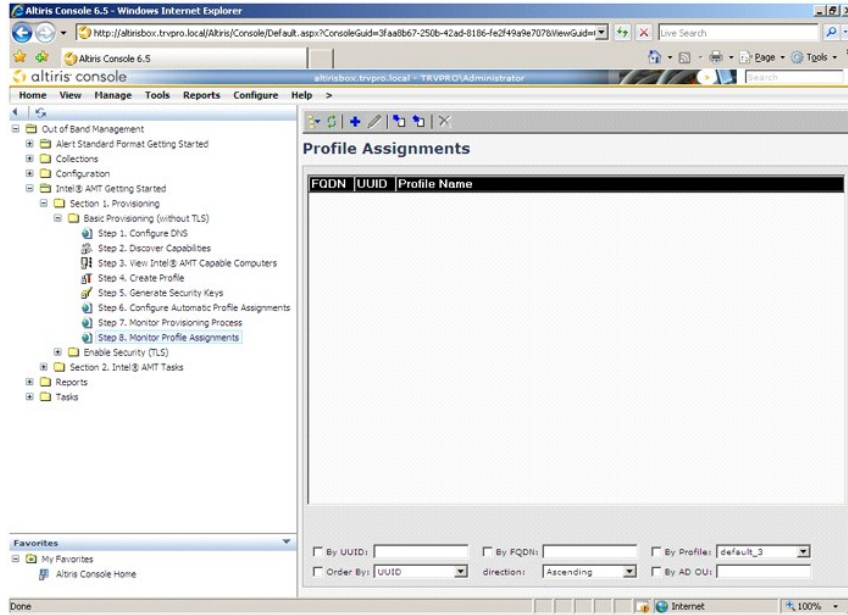 Altiris Console 6.5 - Windows Internet Explorer
http://altirisbox.trvpro.local/Altiris/Console/Default.aspx?ConsoleGuid=3faa8b67-250b-42ad-8186-fe2f49a9e707&ViewGuid=
Live Search
Altiris Console 6.5
Page
Tools
altiris console
altirisbox.trvpro.local - TRVPRO\Administrator
Search
Home View Manage Tools Reports Configure Help >
Out of Band Management
Alert Standard Format Getting Started
Collections
Configuration
Intel® AMT Getting Started
Section 1. Provisioning
Basic Provisioning (without TLS)
Step 1. Configure DNS
Step 2. Discover Capabilities
Step 3. View Intel® AMT Capable Computers
Step 4. Create Profile
Step 5. Generate Security Keys
Step 6. Configure Automatic Profile Assignments
Step 7. Monitor Provisioning Process
Step 8. Monitor Profile Assignments
Enable Security (TLS)
Section 2. Intel® AMT Tasks
Reports
Tasks
Profile Assignments
FQDN UUID Profile Name
Favorites
My Favorites
Altiris Console Home
By UUID: By FQDN: By Profile: default_3
Order By: UUID direction: Ascending By AD OU:
Done
Internet
100%